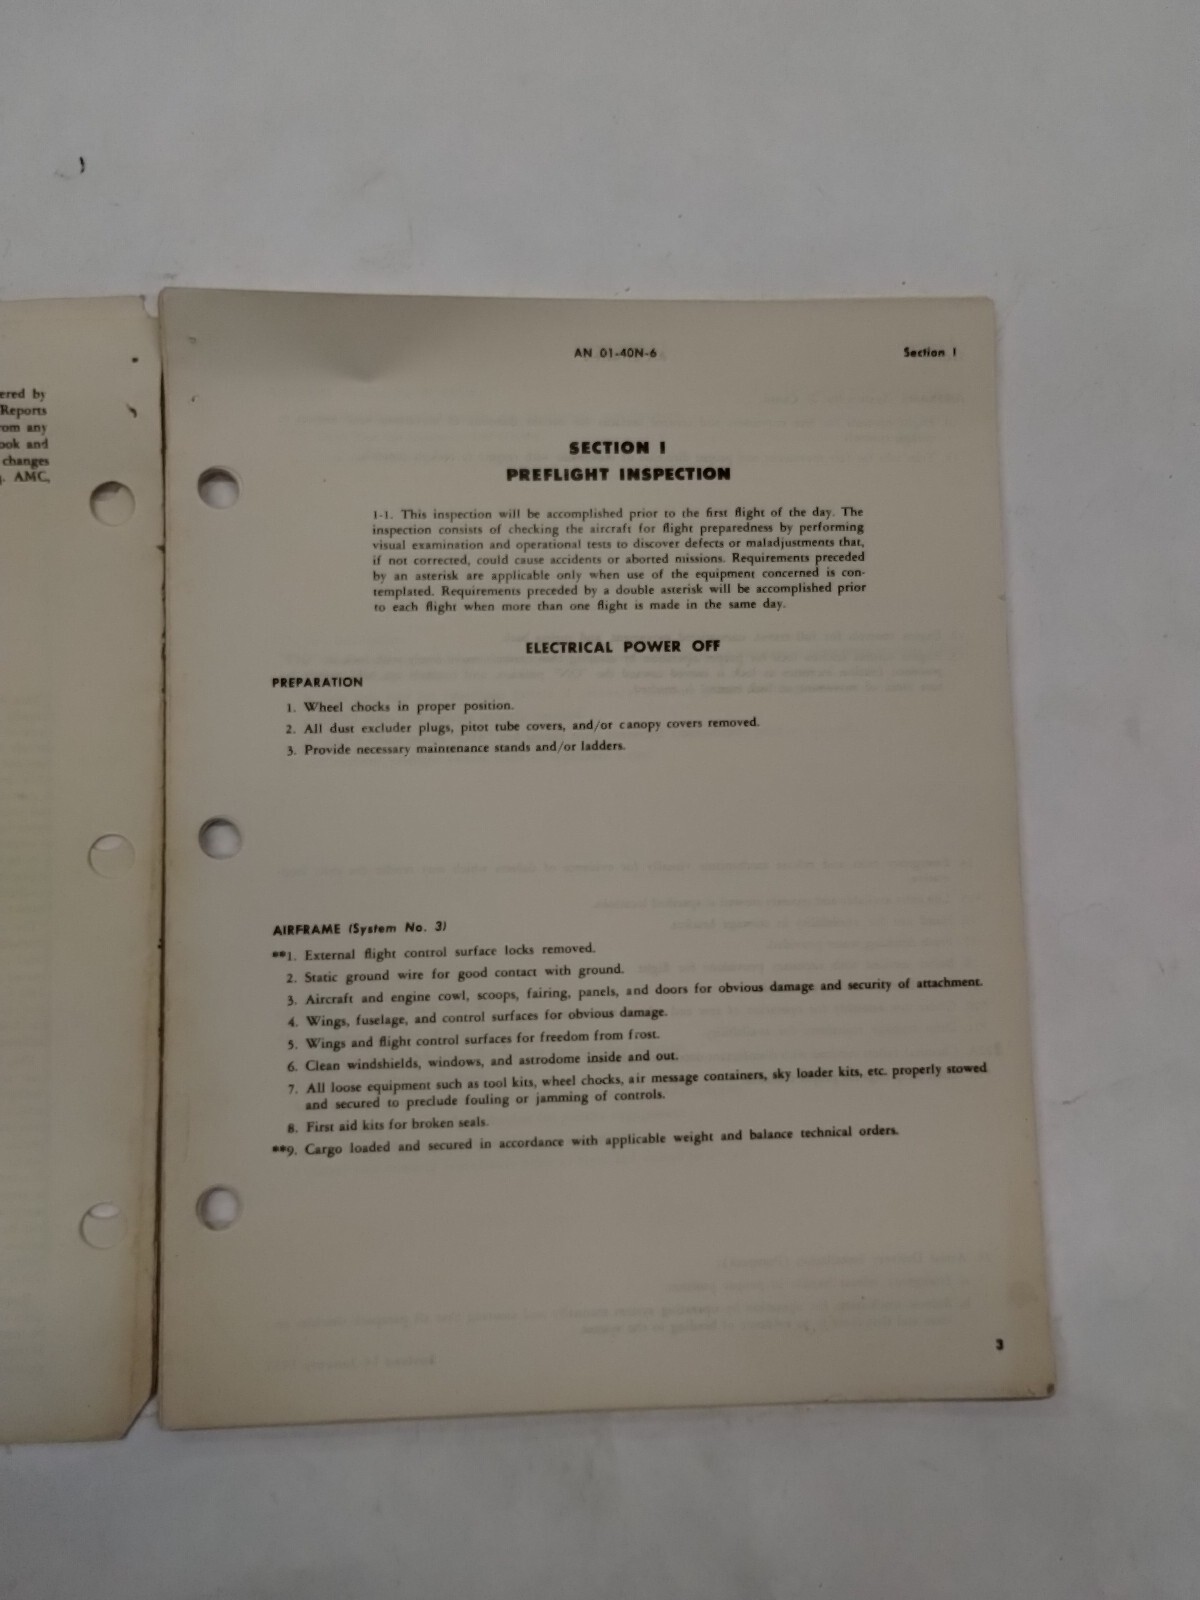 ered by
Reports
om any
ook and
changes
. AMC,
AN 01-40N-6
Section I
SECTION I
PREFLIGHT INSPECTION
1-1. This inspection will be accomplished prior to the first flight of the day. The
inspection consists of checking the aircraft for flight preparedness by performing
visual examination and operational tests to discover defects or maladjustments that,
if not corrected, could cause accidents or aborted missions. Requirements preceded
by an asterisk are applicable only when use of the equipment concerned is con-
templated. Requirements preceded by a double asterisk will be accomplished prior
to each flight when more than one flight is made in the same day.
ELECTRICAL POWER OFF
PREPARATION
1. Wheel chocks in proper position.
2. All dust excluder plugs, pitot tube covers, and/or canopy covers removed.
3. Provide necessary maintenance stands and/or ladders.
AIRFRAME (System No. 3)
**1. External flight control surface locks removed.
2. Static ground wire for good contact with ground.
3. Aircraft and engine cowl, scoops, fairing, panels, and doors for obvious damage and security of attachment.
4. Wings, fuselage, and control surfaces for obvious damage.
5. Wings and flight control surfaces for freedom from frost.
6. Clean windshields, windows, and astrodome inside and out.
7. All loose equipment such as tool kits, wheel chocks, air message containers, sky loader kits, etc. properly stowed
and secured to preclude fouling or jamming of controls.
8. First aid kits for broken seals.
**9. Cargo loaded and secured in accordance with applicable weight and balance technical orders.
3